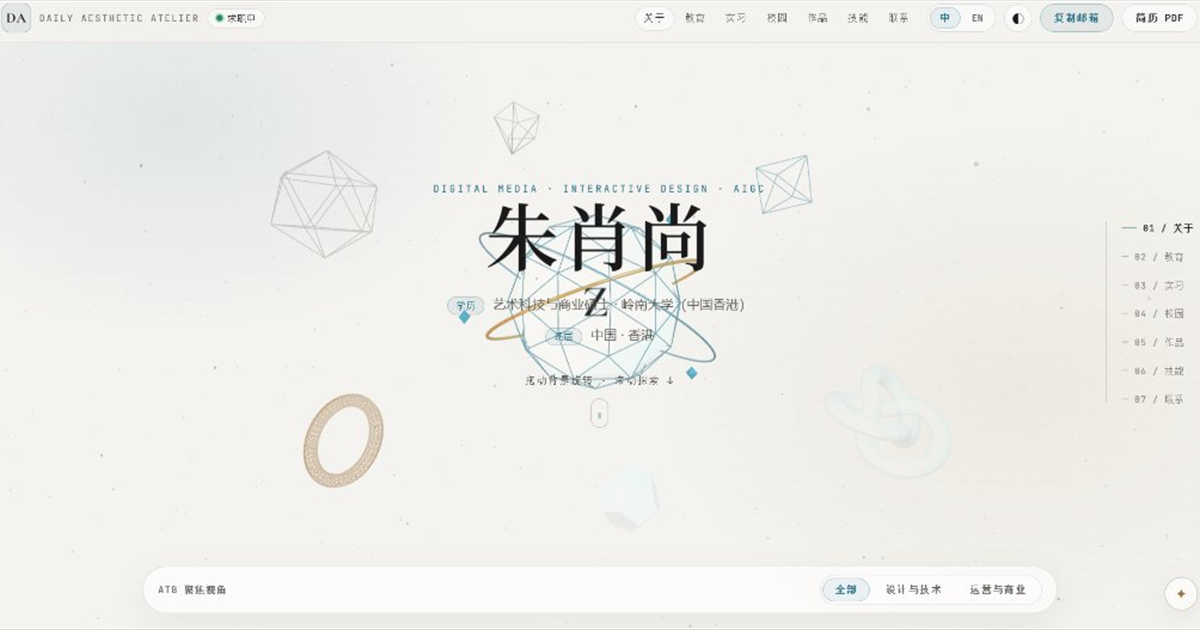 DA DAILY AESTHETIC ATELIER 求职中 关于 教育 实习 校园 作品 技能 联系 中 EN 复制邮箱 简历 PDF
DIGITAL MEDIA · INTERACTIVE DESIGN · AIGC
朱肖尚
Z
学历 艺术科技与商业硕士 · 岭南大学 (中国香港)
中国 · 香港
拖动背景旋转 · 滚动探索 ↓
01 / 关于
02 / 教育
03 / 实习
04 / 校园
05 / 作品
06 / 技能
07 / 联系
ATB 聚焦视角 全部 设计与技术 运营与商业